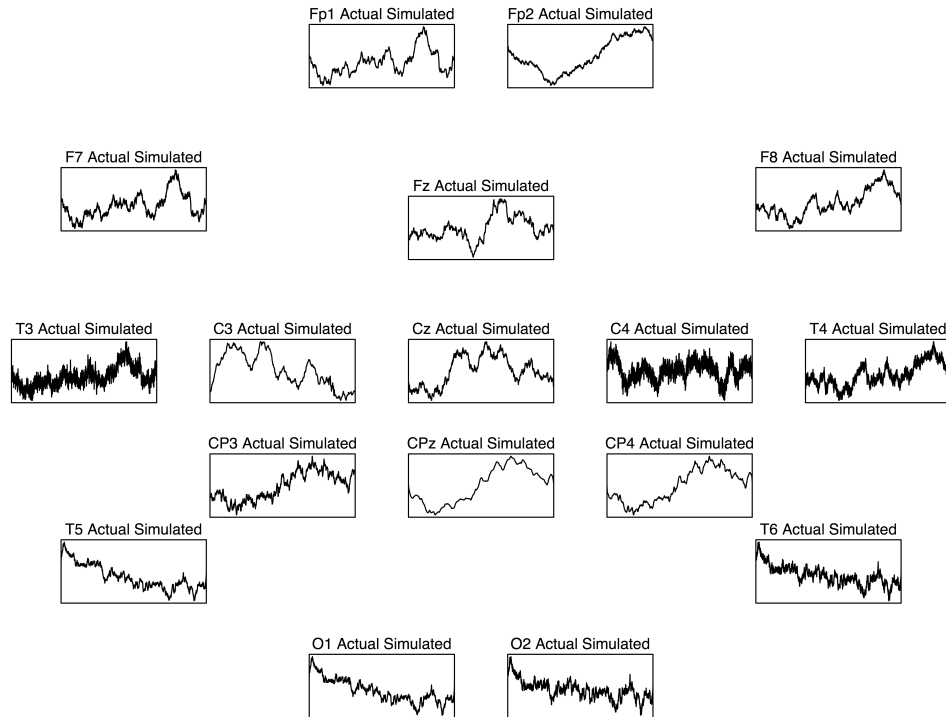 Fp1 Actual Simulated
Fp2 Actual Simulated
F7 Actual Simulated
Fz Actual Simulated
F8 Actual Simulated
T3 Actual Simulated
C3 Actual Simulated
Cz Actual Simulated
C4 Actual Simulated
T4 Actual Simulated
CP3 Actual Simulated
CPz Actual Simulated
CP4 Actual Simulated
T5 Actual Simulated
T6 Actual Simulated
O1 Actual Simulated
O2 Actual Simulated